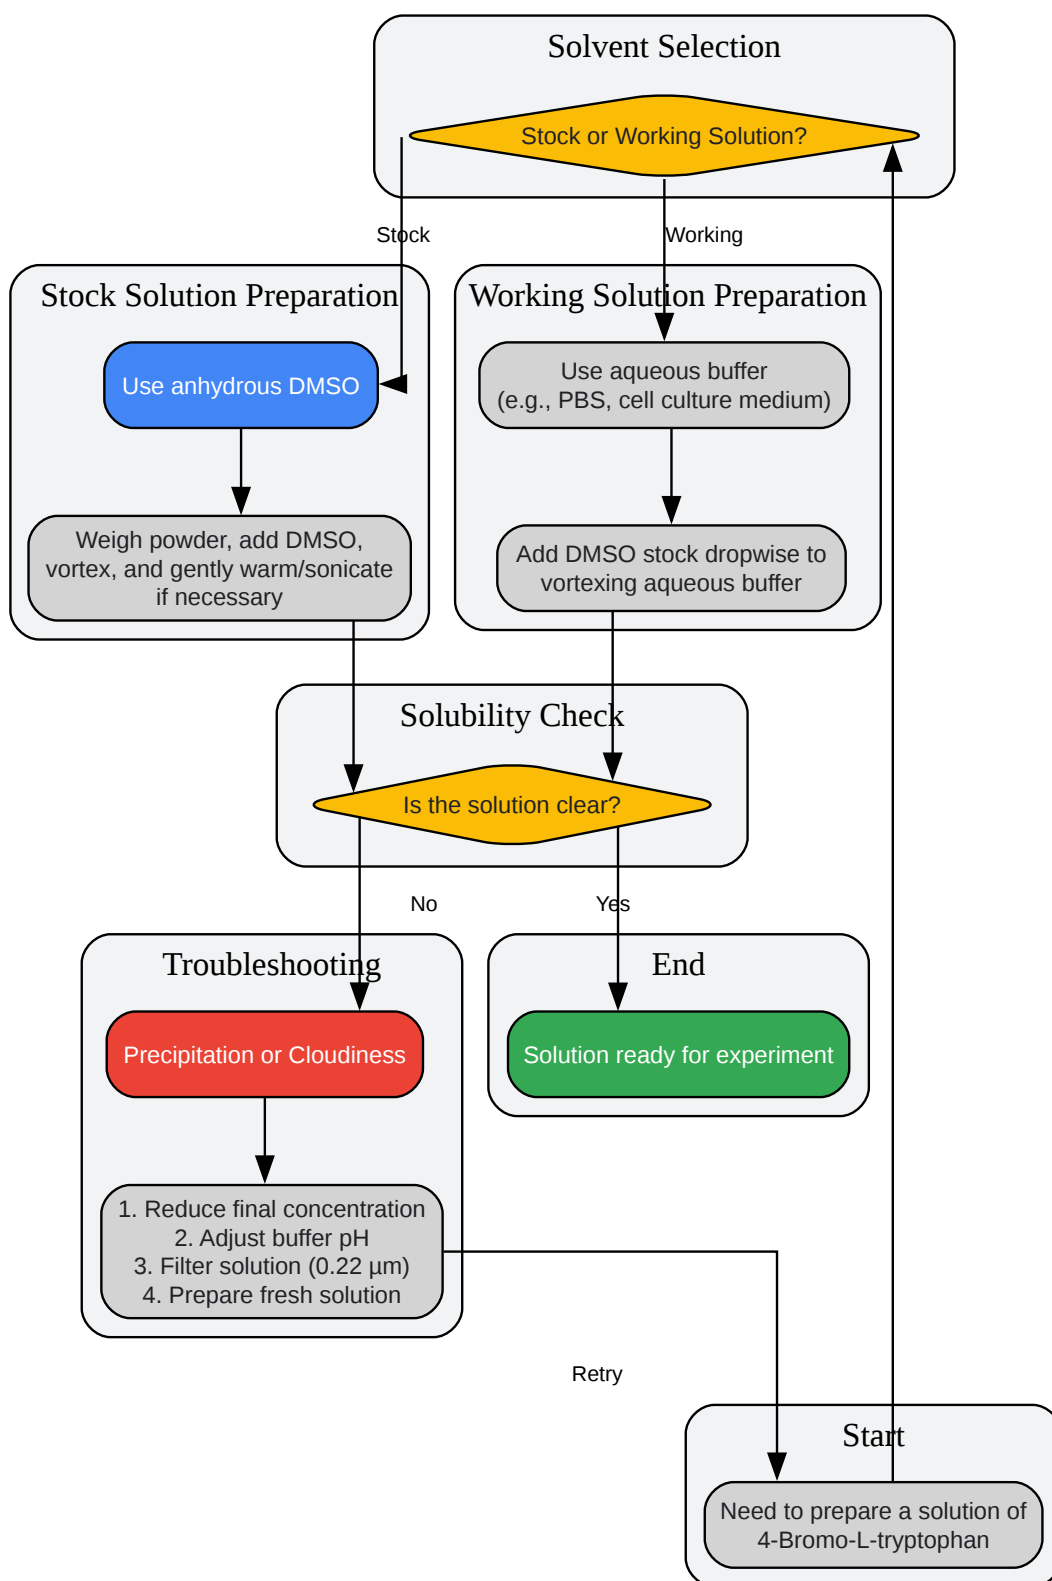 Solvent Selection
Stock or Working Solution?
Stock
Working
Stock Solution Preparation
Use anhydrous DMSO
Weigh powder, add DMSO,
vortex, and gently warm/sonicate
if necessary
Working Solution Preparation
Use aqueous buffer
(e.g., PBS, cell culture medium)
Add DMSO stock dropwise to
vortexing aqueous buffer
Solubility Check
Is the solution clear?
No
Yes
Troubleshooting
Precipitation or Cloudiness
1. Reduce final concentration
2. Adjust buffer pH
3. Filter solution (0.22 µm)
4. Prepare fresh solution
End
Solution ready for experiment
Retry
Start
Need to prepare a solution of
4-Bromo-L-tryptophan